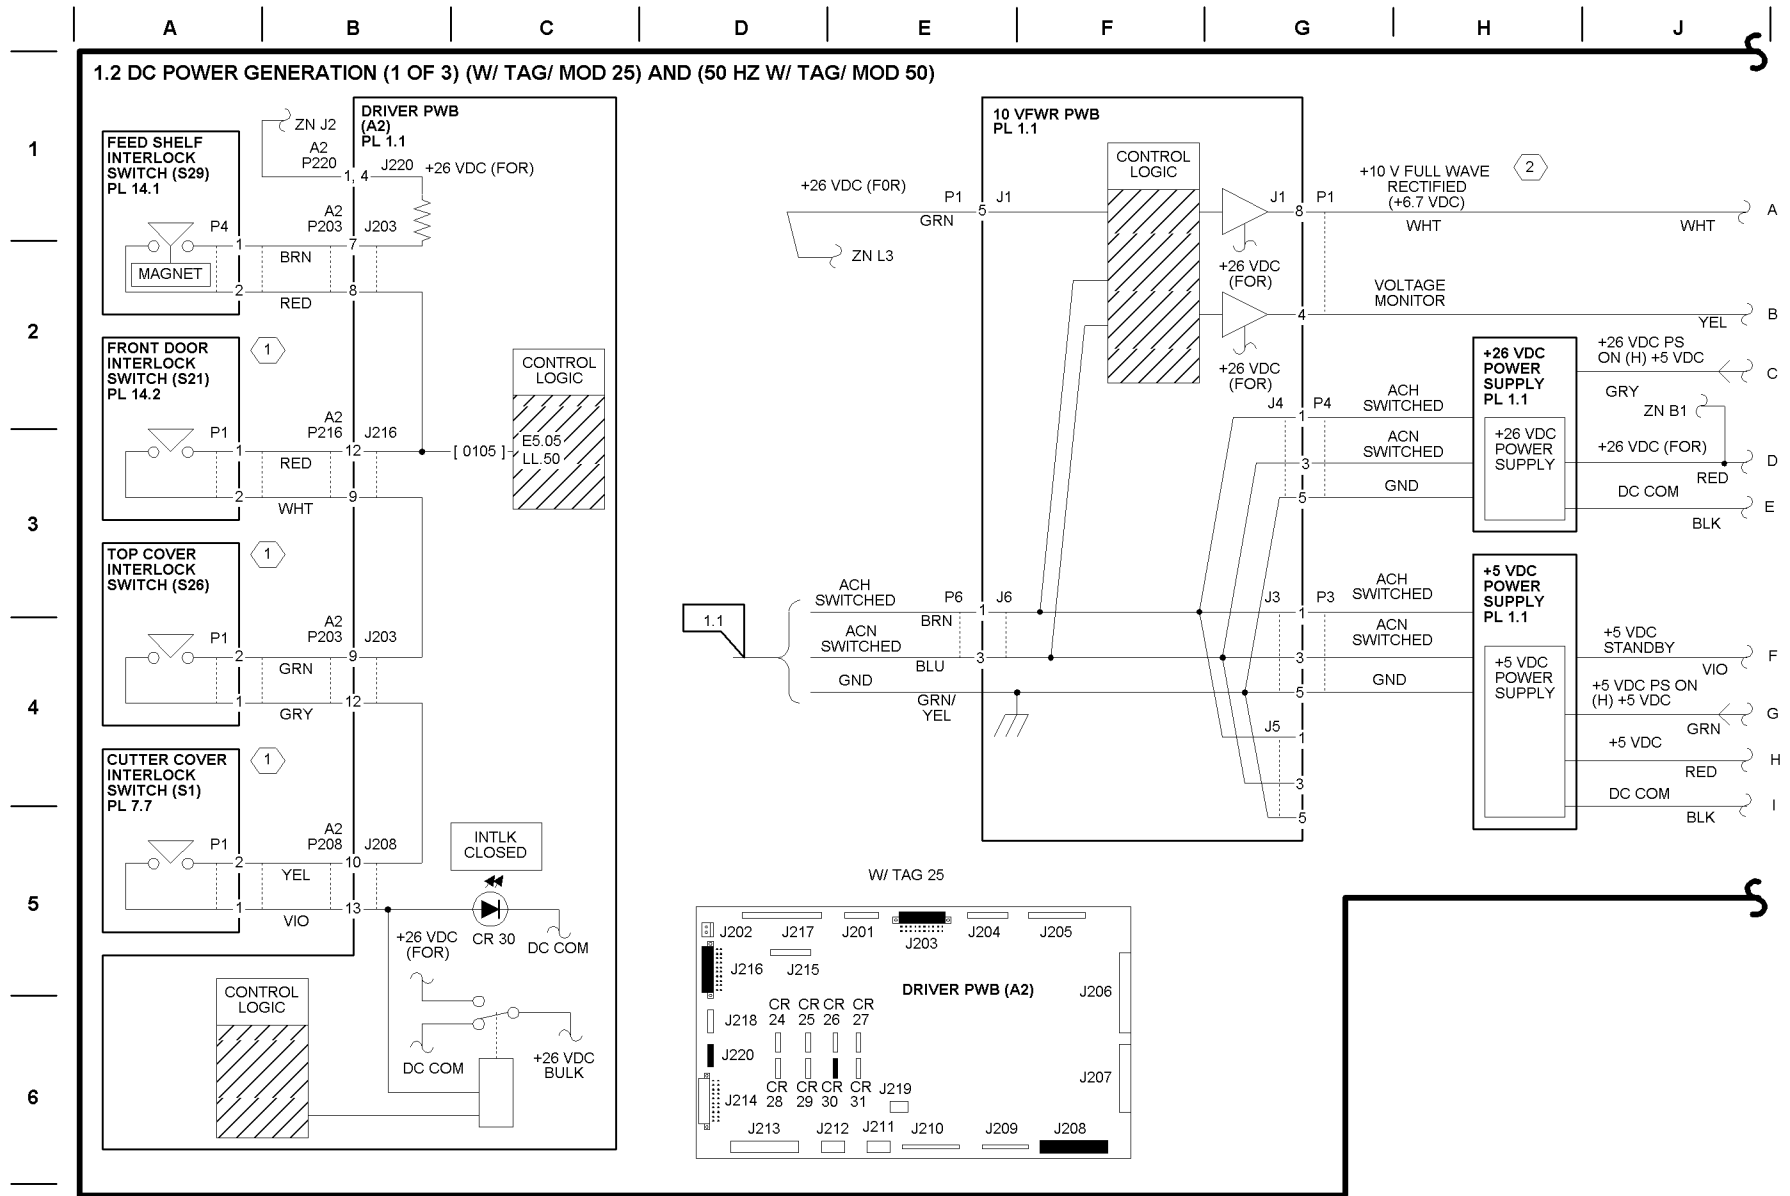 A B C D E F G H J
1
2
3
4
5
6
1.2 DC POWER GENERATION (1 OF 3) (W/ TAG/ MOD 25) AND (50 HZ W/ TAG/ MOD 50)
FEED SHELF
INTERLOCK
SWITCH (S29)
PL 14.1
MAGNET
P4
1
2
BRN
RED
ZN J2
A2
P220
1, 4
J220
+26 VDC (FOR)
DRIVER PWB
(A2)
PL 1.1
A2
P203
J203
7
8
FRONT DOOR
INTERLOCK
SWITCH (S21)
PL 14.2
1
P1
1
2
RED
WHT
A2
P216
J216
12
9
[ 0105 ]
CONTROL
LOGIC
E5.05
LL.50
TOP COVER
INTERLOCK
SWITCH (S26)
1
P1
2
1
GRN
GRY
A2
P203
J203
9
12
CUTTER COVER
INTERLOCK
SWITCH (S1)
PL 7.7
1
P1
2
1
YEL
VIO
A2
P208
J208
10
13
INTLK
CLOSED
CR 30
DC COM
+26 VDC
(FOR)
DC COM
+26 VDC
BULK
CONTROL
LOGIC
10 VFWR PWB
PL 1.1
+26 VDC (F0R)
P1
J1
5
GRN
ZN L3
CONTROL
LOGIC
+26 VDC
(FOR)
+26 VDC
(FOR)
J1
P1
8
4
+10 V FULL WAVE
RECTIFIED
(+6.7 VDC)
2
WHT
WHT
A
VOLTAGE
MONITOR
YEL
B
J4
P4
1
3
5
ACH
SWITCHED
ACN
SWITCHED
GND
+26 VDC
POWER
SUPPLY
PL 1.1
+26 VDC
POWER
SUPPLY
+26 VDC PS
ON (H) +5 VDC
GRY
C
ZN B1
+26 VDC (FOR)
RED
D
DC COM
BLK
E
1.1
ACH
SWITCHED
BRN
ACN
SWITCHED
BLU
GND
GRN/
YEL
P6
J6
1
3
J3
P3
1
3
5
ACH
SWITCHED
ACN
SWITCHED
GND
J5
1
3
5
+5 VDC
POWER
SUPPLY
PL 1.1
+5 VDC
POWER
SUPPLY
+5 VDC
STANDBY
VIO
F
+5 VDC PS ON
(H) +5 VDC
GRN
G
+5 VDC
RED
H
DC COM
BLK
I
W/ TAG 25
J202 J217 J201 J203 J204 J205
J216 J215
DRIVER PWB (A2)
J206
J218
CR CR CR CR
24 25 26 27
J220
J207
J214
CR CR CR CR
28 29 30 31
J219
J213 J212 J211 J210 J209 J208